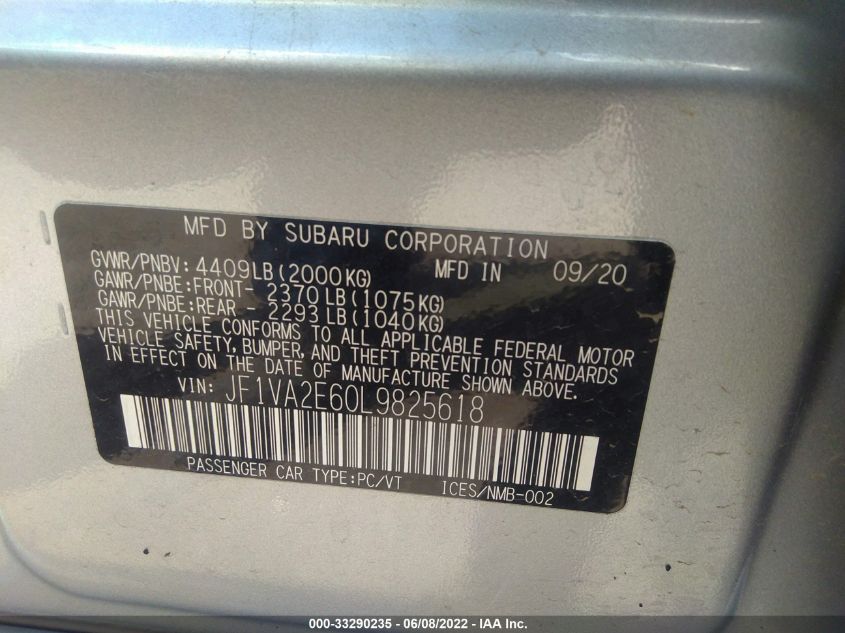 MFD BY SUBARU CORPORATION
GVWR/PNBV: 4409LB(2000KG) MFD IN 09/20
GAWR/PNBE:FRONT- 2370LB(1075KG)
GAWR/PNBE:REAR - 2293LB(1040KG)
THIS VEHICLE CONFORMS TO ALL APPLICABLE FEDERAL MOTOR
VEHICLE SAFETY, BUMPER, AND THEFT PREVENTION STANDARDS
IN EFFECT ON THE DATE OF MANUFACTURE SHOWN ABOVE.
VIN: JF1VA2E60L9825618
PASSENGER CAR TYPE:PC/VT ICES/NMB-002
000-33290235 - 06/08/2022 - IAA Inc.